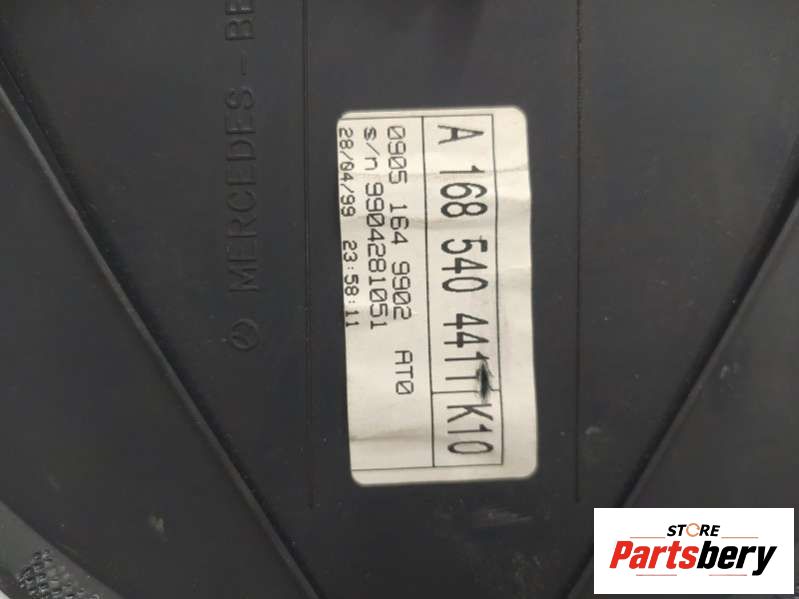 MERCEDES-BE
A 168 540 4411 K10
0905 164 9902 AT0
s/n 9904281051
28/04/99 23:58:11
STORE
Partsbery